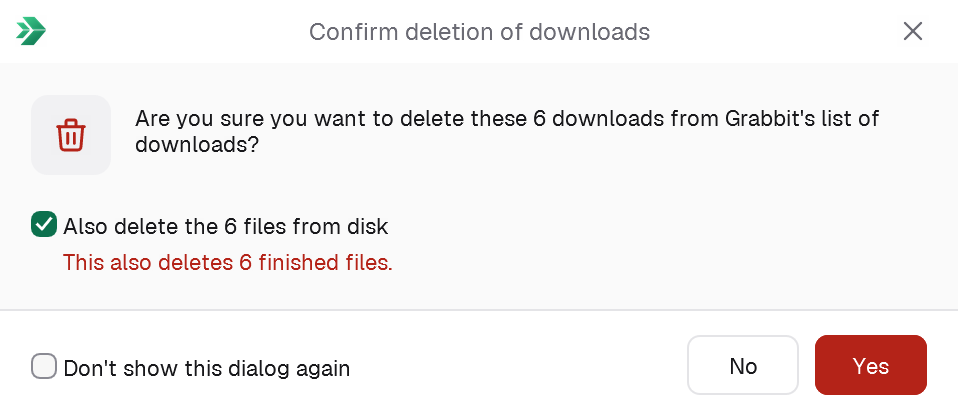 Confirm deletion of downloads
Are you sure you want to delete these 6 downloads from Grabbit's list of
downloads?
Also delete the 6 files from disk
This also deletes 6 finished files.
Don't show this dialog again
No
Yes